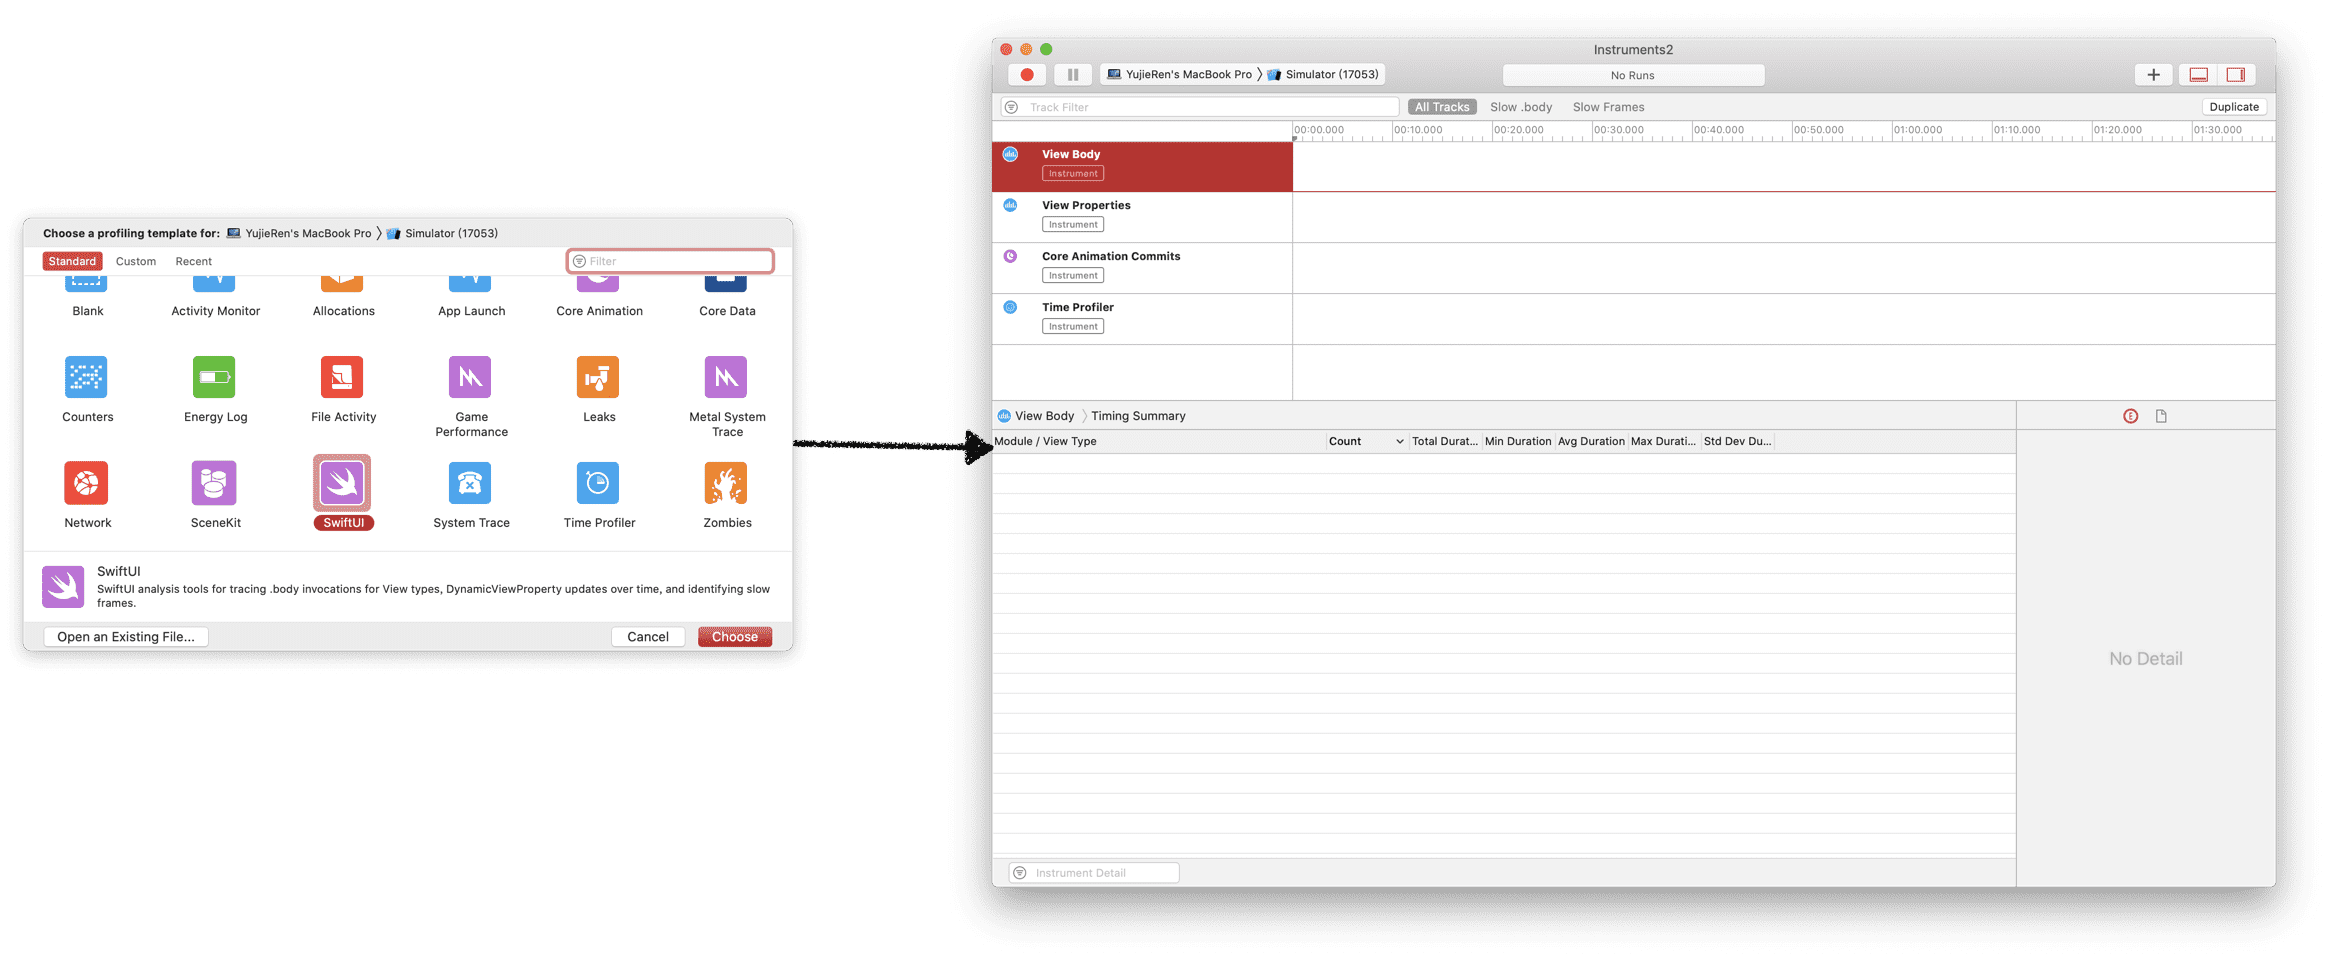 Choose a profiling template for: YujieRen's MacBook Pro 〉 Simulator (17053)
Standard Custom Recent Filter
Blank Activity Monitor Allocations App Launch Core Animation Core Data
Counters Energy Log File Activity Game Performance Leaks Metal System Trace
Network SceneKit SwiftUI System Trace Time Profiler Zombies
SwiftUI
SwiftUI analysis tools for tracing .body invocations for View types, DynamicViewProperty updates over time, and identifying slow
frames.
Open an Existing File... Cancel Choose
Instruments2
YujieRen's MacBook Pro 〉 Simulator (17053) No Runs
Track Filter All Tracks Slow .body Slow Frames Duplicate
00:00.000 00:10.000 00:20.000 00:30.000 00:40.000 00:50.000 01:00.000 01:10.000 01:20.000 01:30.000
View Body
Instrument
View Properties
Instrument
Core Animation Commits
Instrument
Time Profiler
Instrument
View Body 〉 Timing Summary
Module / View Type Count Total Durat... Min Duration Avg Duration Max Durati... Std Dev Du...
E
No Detail
Instrument Detail